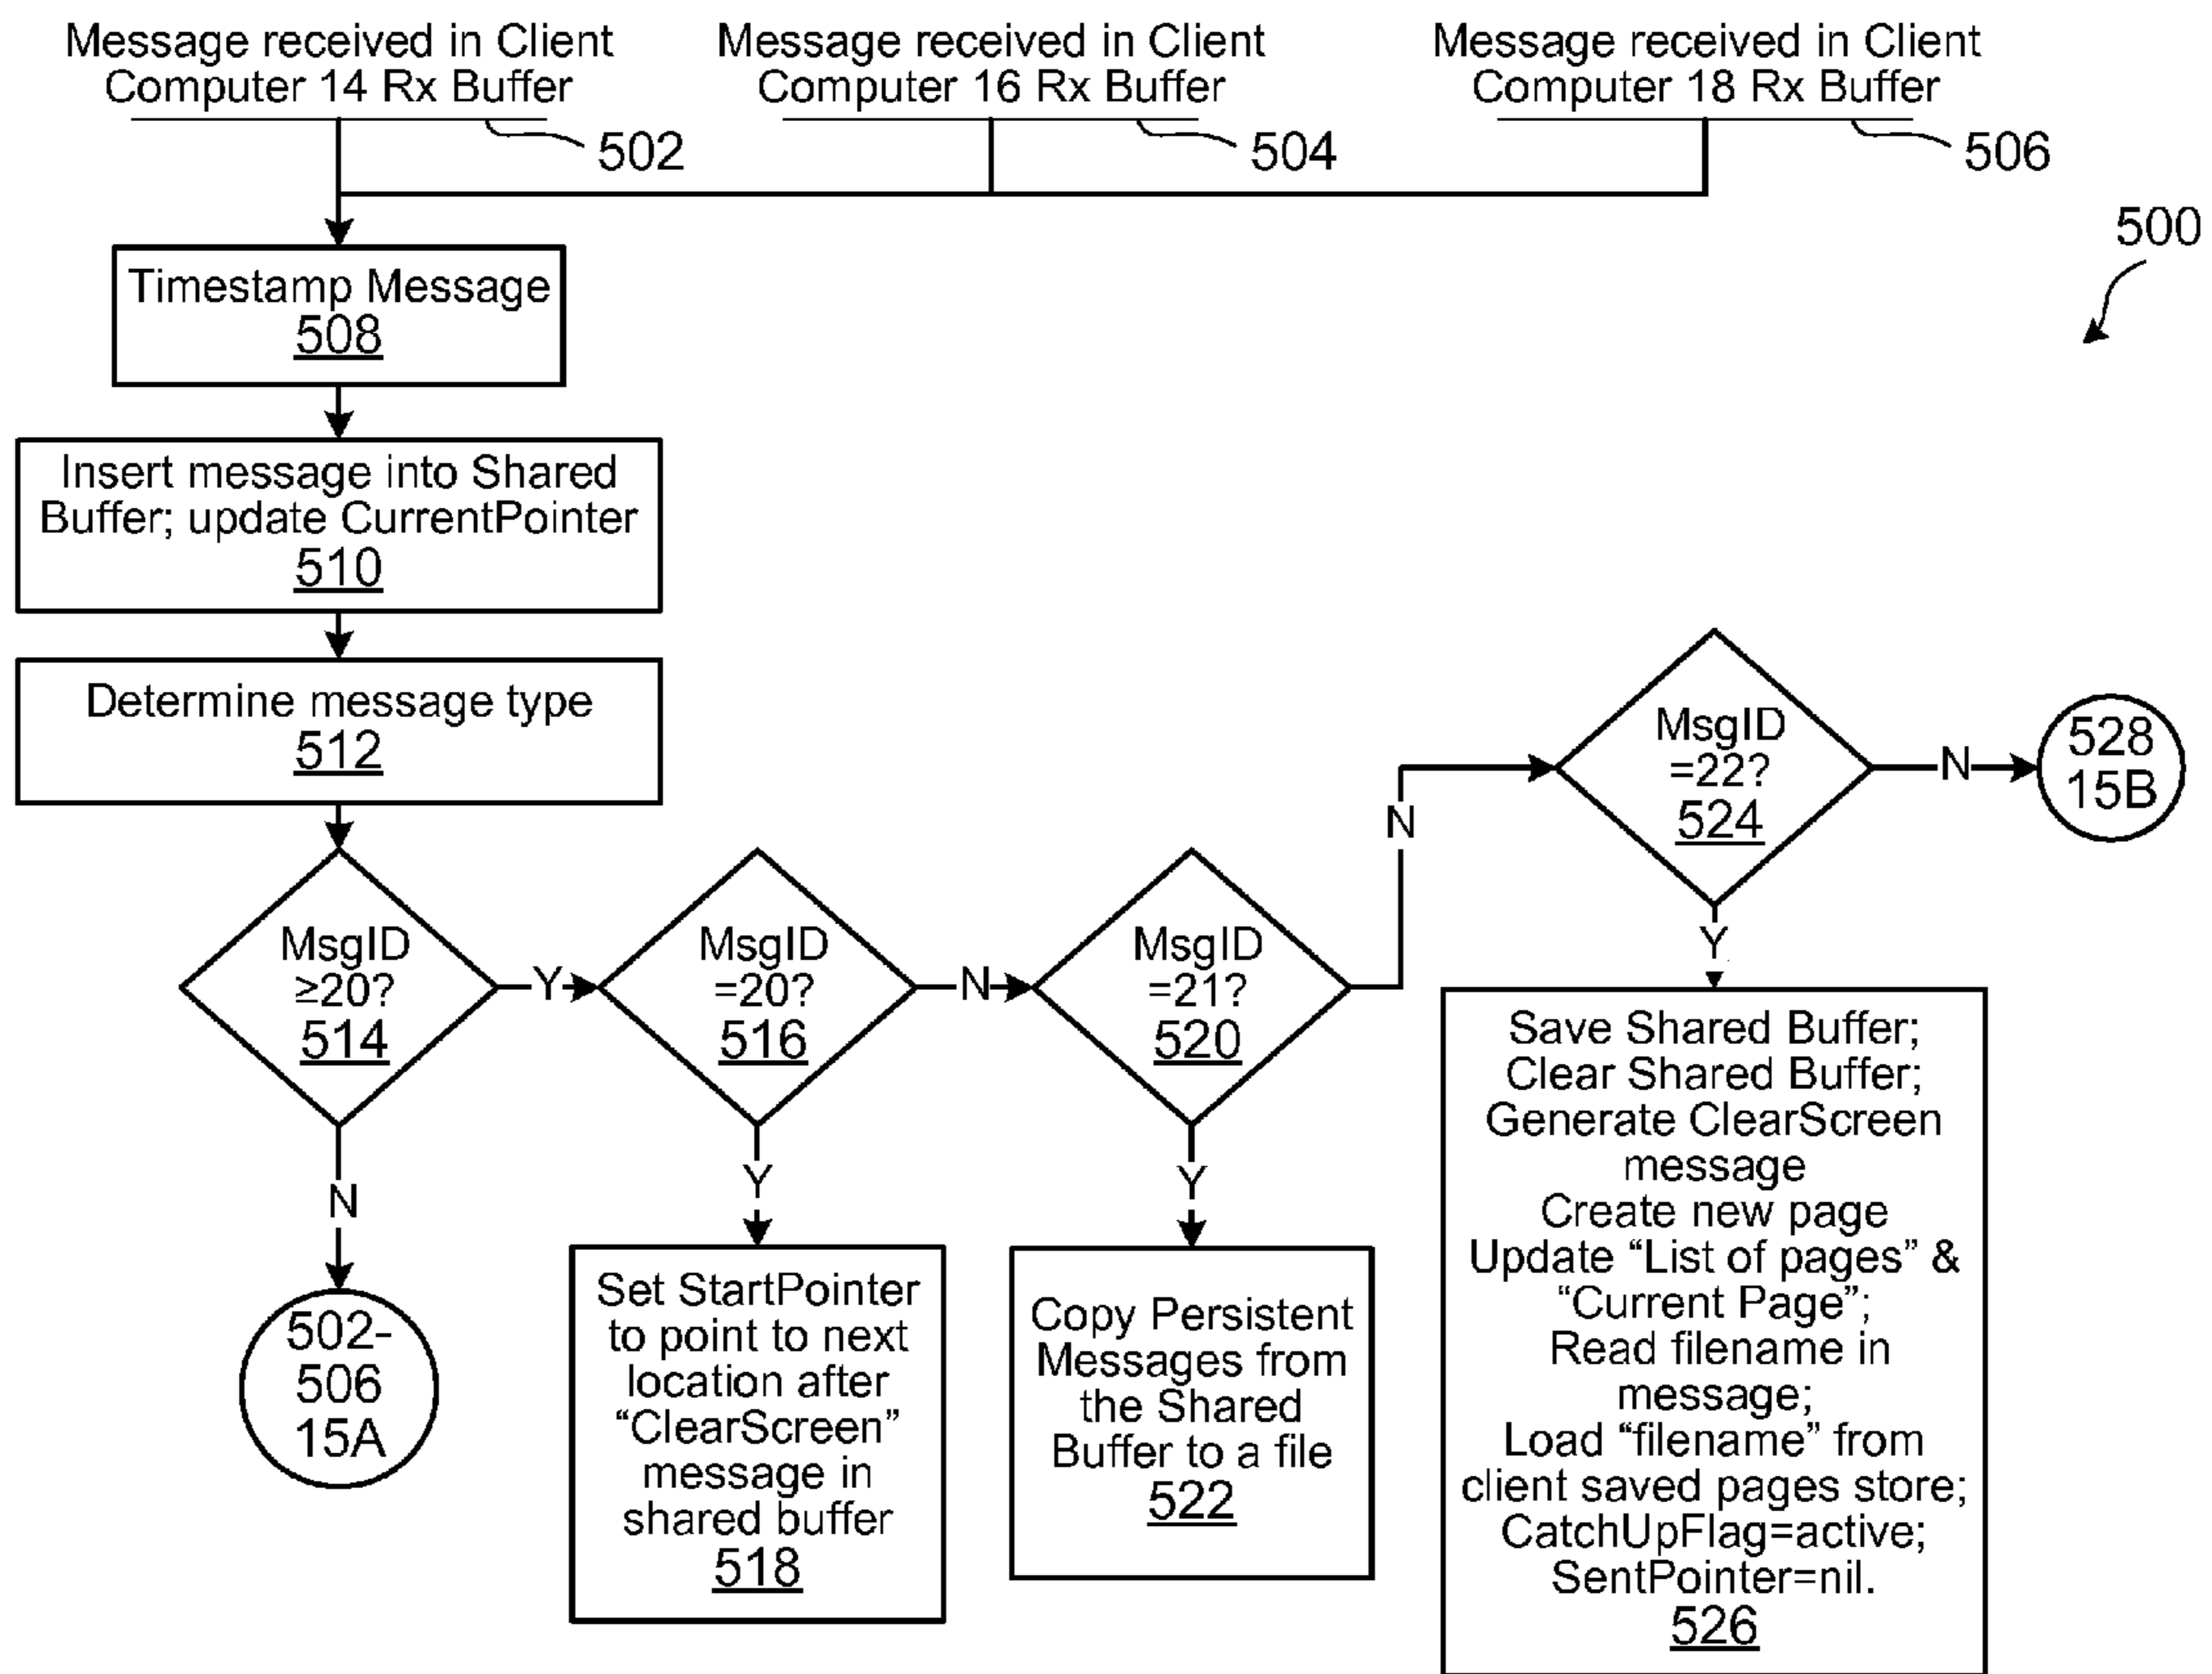 Message received in Client
Computer 14 Rx Buffer
502
Message received in Client
Computer 16 Rx Buffer
504
Message received in Client
Computer 18 Rx Buffer
506
500
Timestamp Message
508
Insert message into Shared
Buffer; update CurrentPointer
510
Determine message type
512
MsgID
≥20?
514
Y
N
502-
506
15A
MsgID
=20?
516
N
Y
Set StartPointer
to point to next
location after
“ClearScreen”
message in
shared buffer
518
MsgID
=21?
520
N
Y
Copy Persistent
Messages from
the Shared
Buffer to a file
522
MsgID
=22?
524
N
528
15B
Y
Save Shared Buffer;
Clear Shared Buffer;
Generate ClearScreen
message
Create new page
Update “List of pages” &
“Current Page”;
Read filename in
message;
Load “filename” from
client saved pages store;
CatchUpFlag=active;
SentPointer=nil.
526